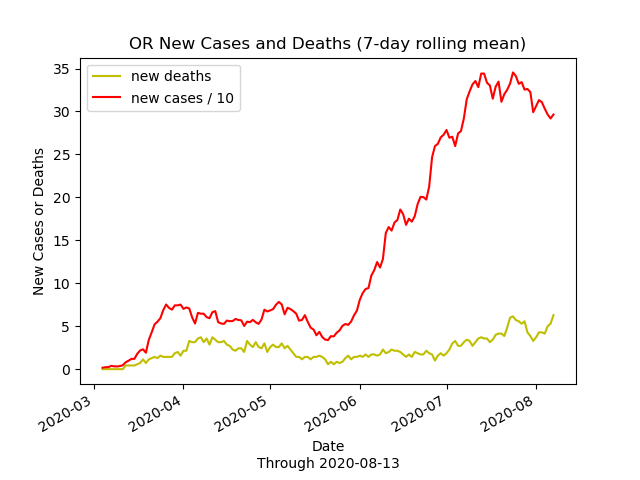 OR New Cases and Deaths (7-day rolling mean)
new deaths
new cases / 10
35
30
25
20
15
10
5
0
New Cases or Deaths
2020-03
2020-04
2020-05
2020-06
2020-07
2020-08
Date
Through 2020-08-13